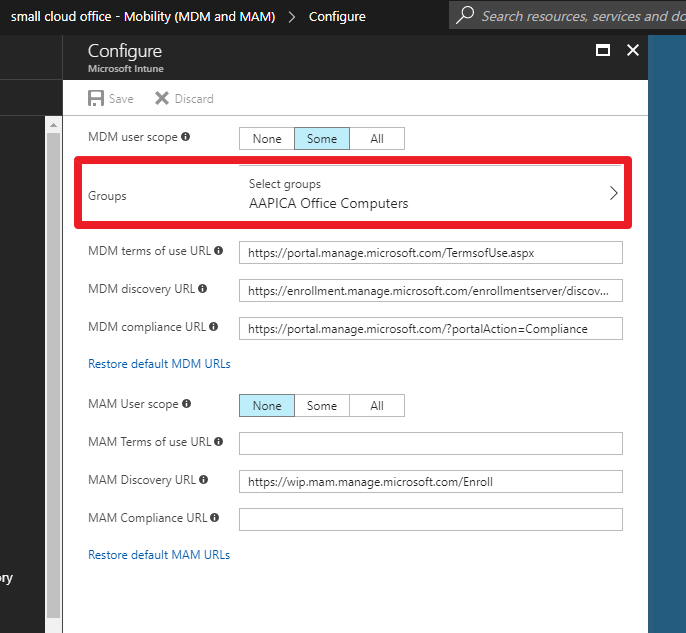 small cloud office - Mobility (MDM and MAM) > Configure
Search resources, services and do
Configure
Microsoft Intune
Save Discard
MDM user scope None Some All
Groups
Select groups
AAPICA Office Computers
MDM terms of use URL https://portal.manage.microsoft.com/TermsofUse.aspx
MDM discovery URL https://enrollment.manage.microsoft.com/enrollmentserver/discov...
MDM compliance URL https://portal.manage.microsoft.com/?portalAction=Compliance
Restore default MDM URLs
MAM User scope None Some All
MAM Terms of use URL
MAM Discovery URL https://wip.mam.manage.microsoft.com/Enroll
MAM Compliance URL
Restore default MAM URLs
ory